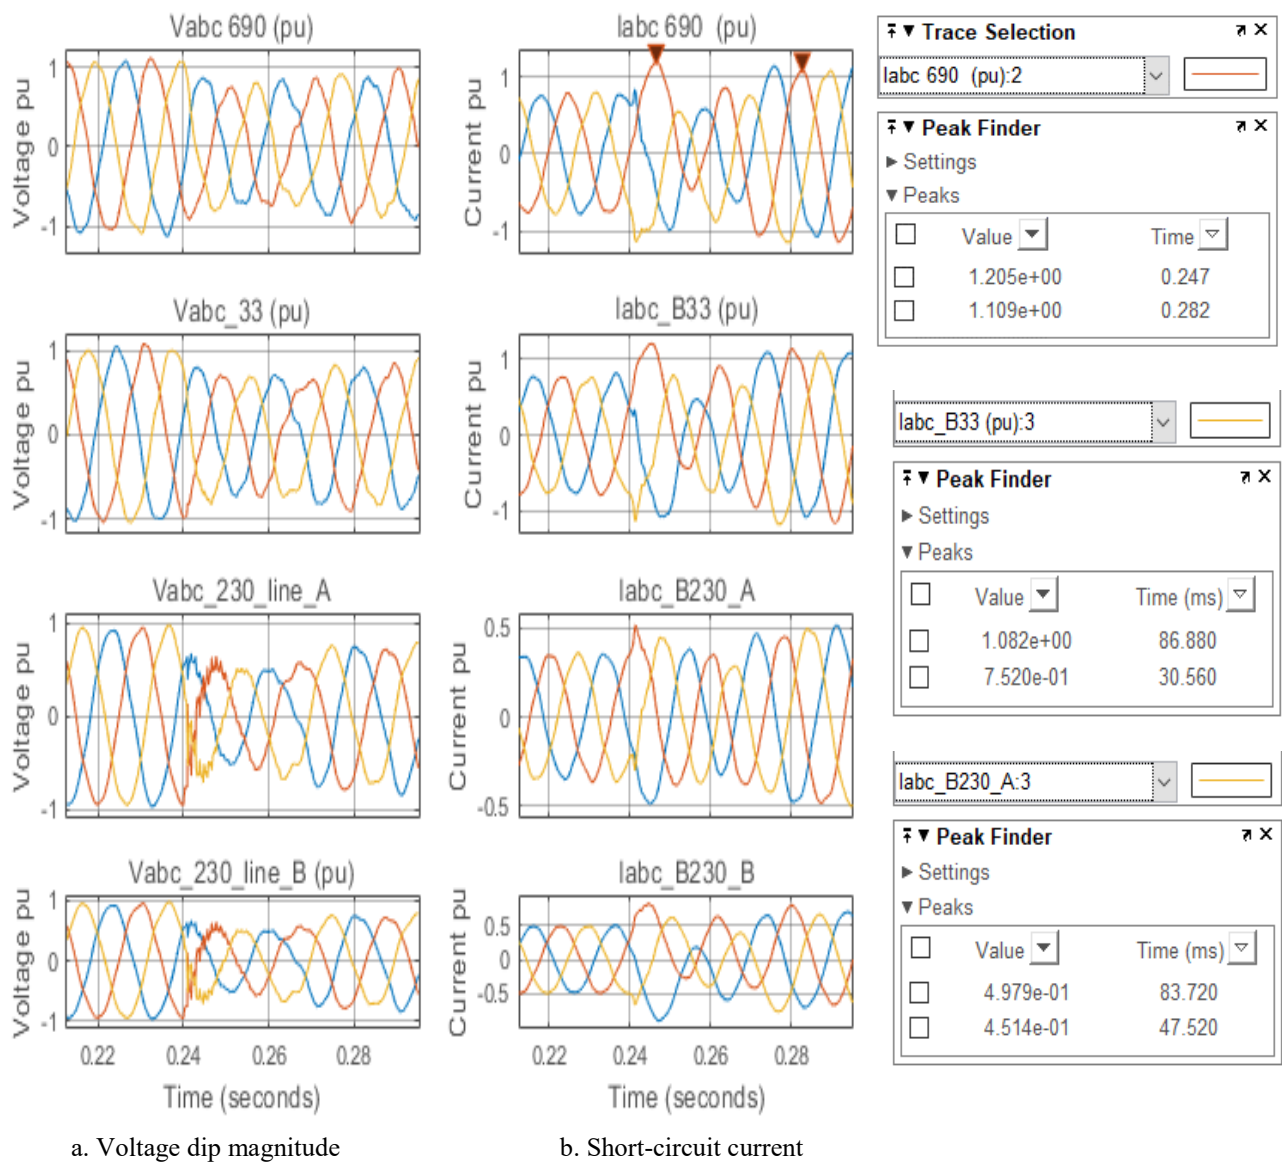 Vabc 690 (pu)
Voltage pu
1
0
-1
Iabc 690  (pu)
Current pu
1
0
-1
Trace Selection
Iabc 690  (pu):2
Peak Finder
Settings
Peaks
Value Time
1.205e+00 0.247
1.109e+00 0.282
Vabc_33 (pu)
Voltage pu
1
0
-1
Iabc_B33 (pu)
Current pu
1
0
-1
Iabc_B33 (pu):3
Peak Finder
Settings
Peaks
Value Time (ms)
1.082e+00 86.880
7.520e-01 30.560
Vabc_230_line_A
Voltage pu
1
0
-1
Iabc_B230_A
Current pu
0.5
0
-0.5
Iabc_B230_A:3
Peak Finder
Settings
Peaks
Value Time (ms)
4.979e-01 83.720
4.514e-01 47.520
Vabc_230_line_B (pu)
Voltage pu
1
0
-1
0.22 0.24 0.26 0.28
Time (seconds)
Iabc_B230_B
Current pu
0.5
0
-0.5
0.22 0.24 0.26 0.28
Time (seconds)
a. Voltage dip magnitude
b. Short-circuit current